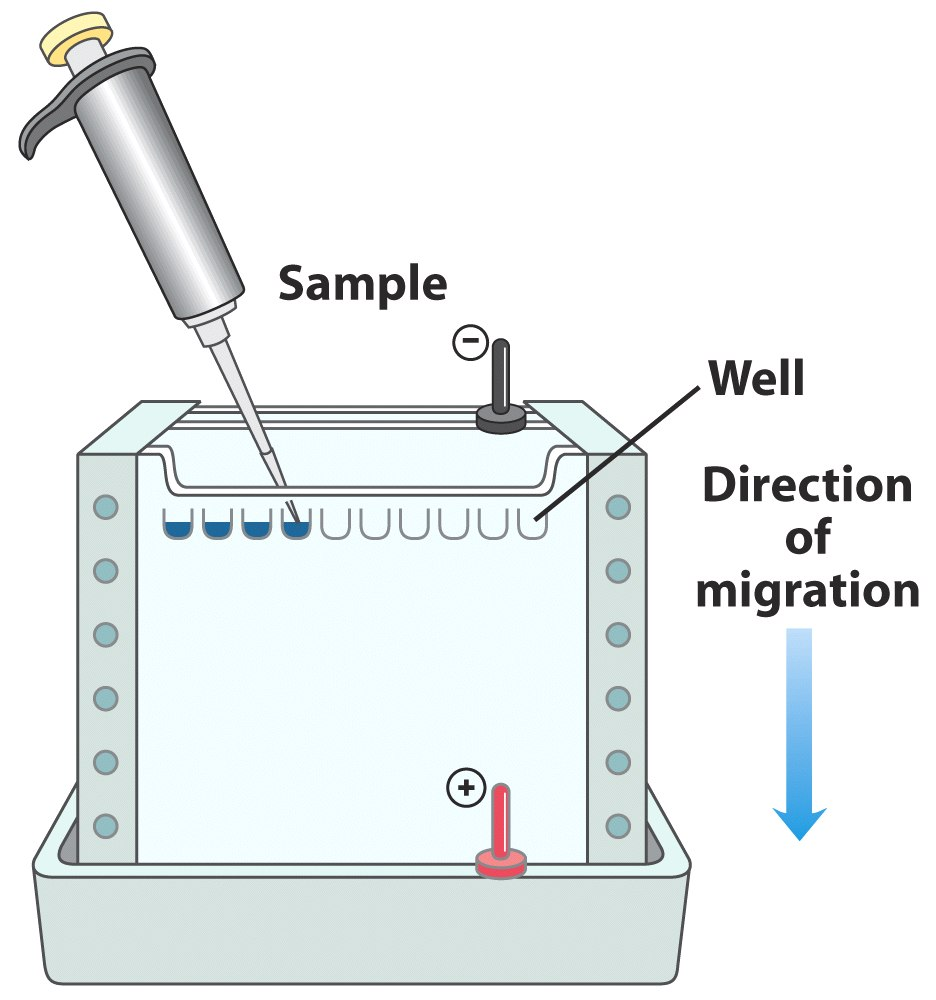 Sample
−
Well
Direction
of
migration
+